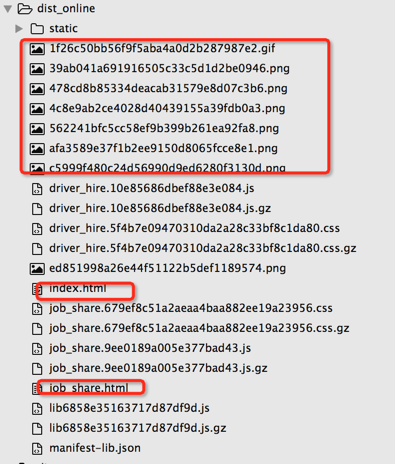 dist_online
static
1f26c50bb56f9f5aba4a0d2b287987e2.gif
39ab041a691916505c33c5d1d2be0946.png
478cd8b85334deacab31579e8d07c3b6.png
4c8e9ab2ce4028d40439155a39fdb0a3.png
562241bfc5cc58ef9b399b261ea92fa8.png
afa3589e37f1b2ee9150d8065fcce8e1.png
c5999f480c24d56990d9ed6280f3130d.png
driver_hire.10e85686dbef88e3e084.js
driver_hire.10e85686dbef88e3e084.js.gz
driver_hire.5f4b7e09470310da2a28c33bf8c1da80.css
driver_hire.5f4b7e09470310da2a28c33bf8c1da80.css.gz
ed851998a26e44f51122b5def1189574.png
index.html
job_share.679ef8c51a2aeaa4baa882ee19a23956.css
job_share.679ef8c51a2aeaa4baa882ee19a23956.css.gz
job_share.9ee0189a005e377bad43.js
job_share.9ee0189a005e377bad43.js.gz
job_share.html
lib6858e35163717d87df9d.js
lib6858e35163717d87df9d.js.gz
manifest-lib.json